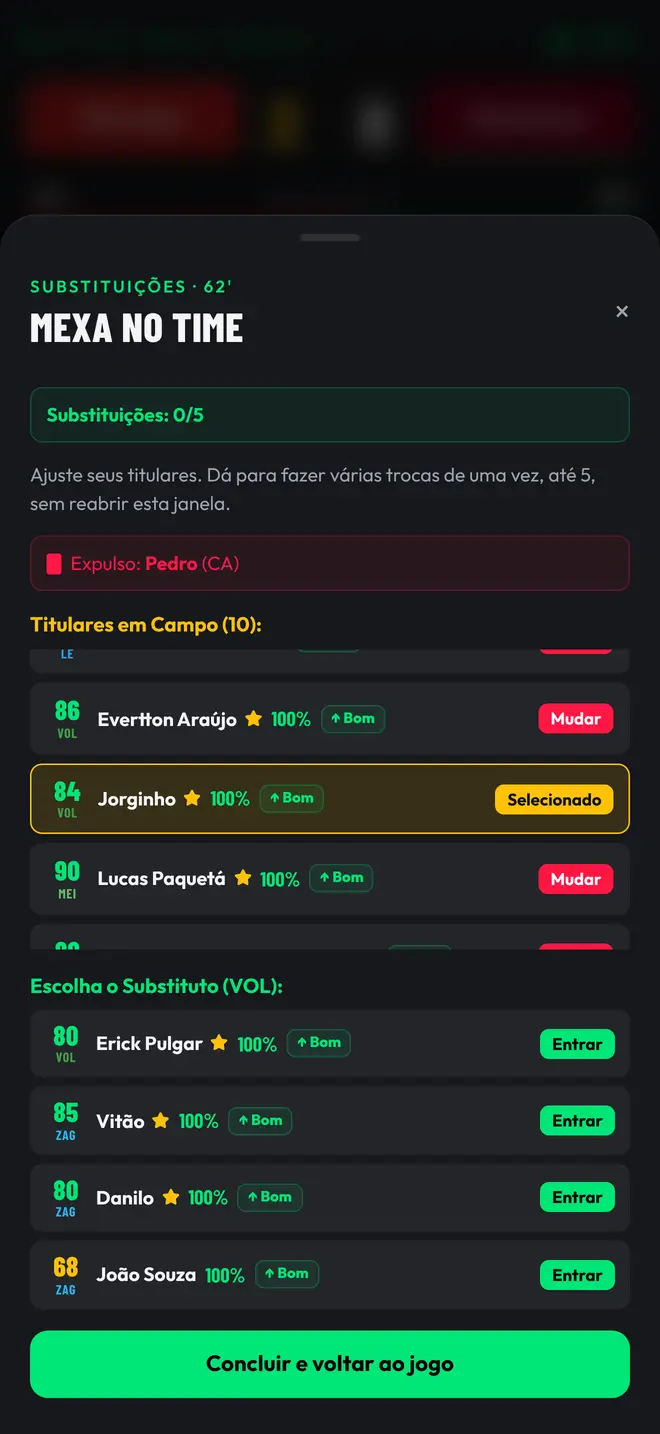 SUBSTITUIÇÕES · 62'
MEXA NO TIME
×
Substituições: 0/5
Ajuste seus titulares. Dá para fazer várias trocas de uma vez, até 5,
sem reabrir esta janela.
Expulso: Pedro (CA)
Titulares em Campo (10):
LE
86 VOL Evertton Araújo 100% ↑ Bom Mudar
84 VOL Jorginho 100% ↑ Bom Selecionado
90 MEI Lucas Paquetá 100% ↑ Bom Mudar
Escolha o Substituto (VOL):
80 VOL Erick Pulgar 100% ↑ Bom Entrar
85 ZAG Vitão 100% ↑ Bom Entrar
80 ZAG Danilo 100% ↑ Bom Entrar
68 ZAG João Souza 100% ↑ Bom Entrar
Concluir e voltar ao jogo